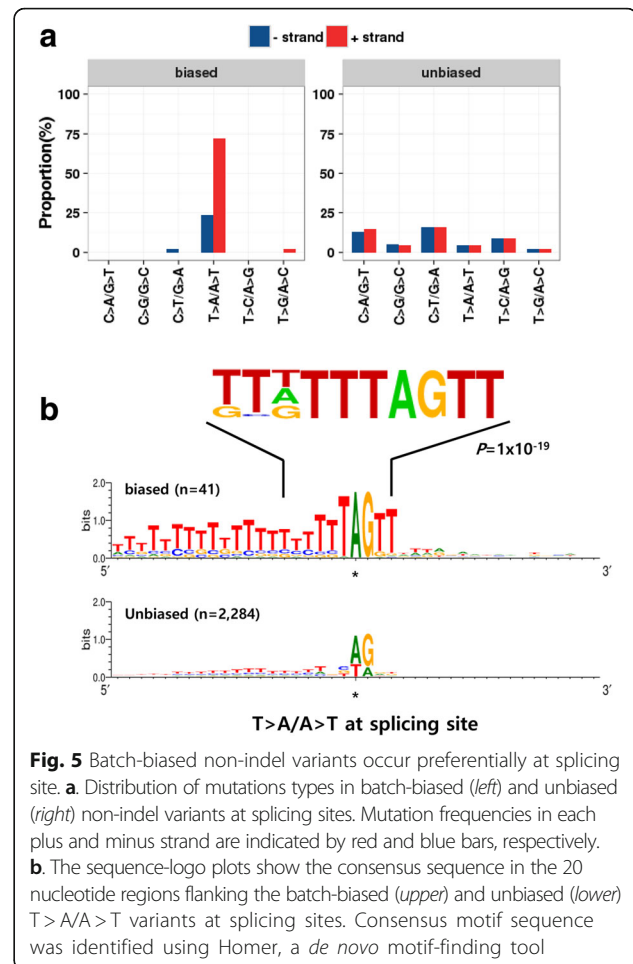 a
- strand + strand
biased unbiased
Proportion(%)
100
75
50
25
0
100
75
50
25
0
C>A/G>T
C>G/G>C
C>T/G>A
T>A/A>T
T>C/A>G
T>G/A>C
C>A/G>T
C>G/G>C
C>T/G>A
T>A/A>T
T>C/A>G
T>G/A>C
b
P=1x10-19
biased (n=41)
bits
2.0
1.0
0.0
5′ * 3′
Unbiased (n=2,284)
bits
2.0
1.0
0.0
5′ * 3′
T>A/A>T at splicing site
Fig. 5 Batch-biased non-indel variants occur preferentially at splicing
site. a. Distribution of mutations types in batch-biased (left) and unbiased
(right) non-indel variants at splicing sites. Mutation frequencies in each
plus and minus strand are indicated by red and blue bars, respectively.
b. The sequence-logo plots show the consensus sequence in the 20
nucleotide regions flanking the batch-biased (upper) and unbiased (lower)
T > A/A > T variants at splicing sites. Consensus motif sequence
was identified using Homer, a de novo motif-finding tool